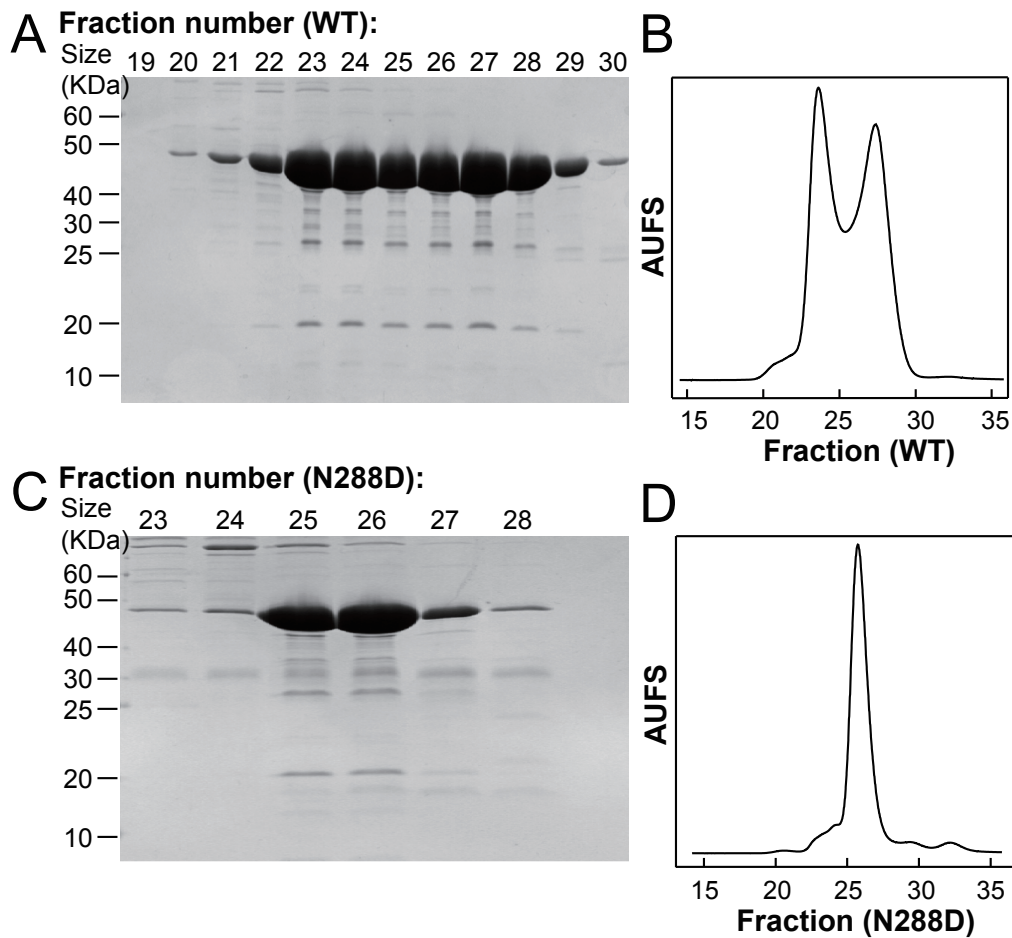 A Fraction number (WT):
Size
(KDa)
19 20 21 22 23 24 25 26 27 28 29 30
60
50
40
30
25
20
10
B
AUFS
15 20 25 30 35
Fraction (WT)
C Fraction number (N288D):
Size
(KDa)
23 24 25 26 27 28
60
50
40
30
25
20
10
D
AUFS
15 20 25 30 35
Fraction (N288D)